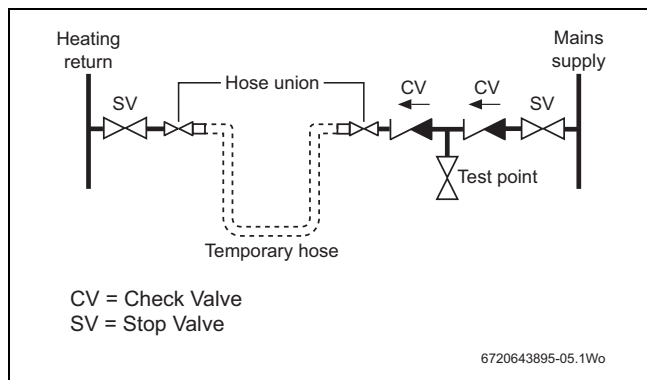 Heating
return
Mains
supply
Hose union
SV
CV
CV
SV
Test point
Temporary hose
CV = Check Valve
SV = Stop Valve
6720643895-05.1Wo